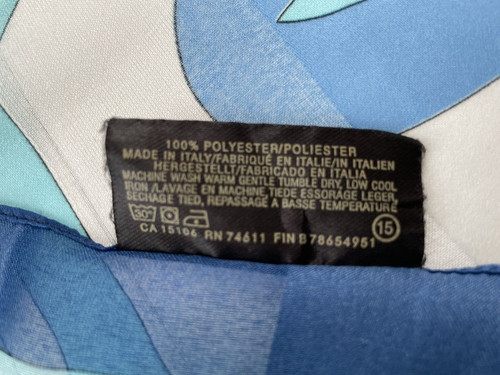 100% POLYESTER/POLIESTER
MADE IN ITALY/FABRIQUÉ EN ITALIE/IN ITALIEN
HERGESTELLT/FABRICADO EN ITALIA
MACHINE WASH WARM GENTLE TUMBLE DRY, LOW COOL
IRON /LAVAGE EN MACHINE TIEDE ESSORAGE LEGER,
SECHAGE TIED, REPASSAGE A BASSE TEMPERATURE
30°
CA 15106 RN 74611 FIN B 78654951 15